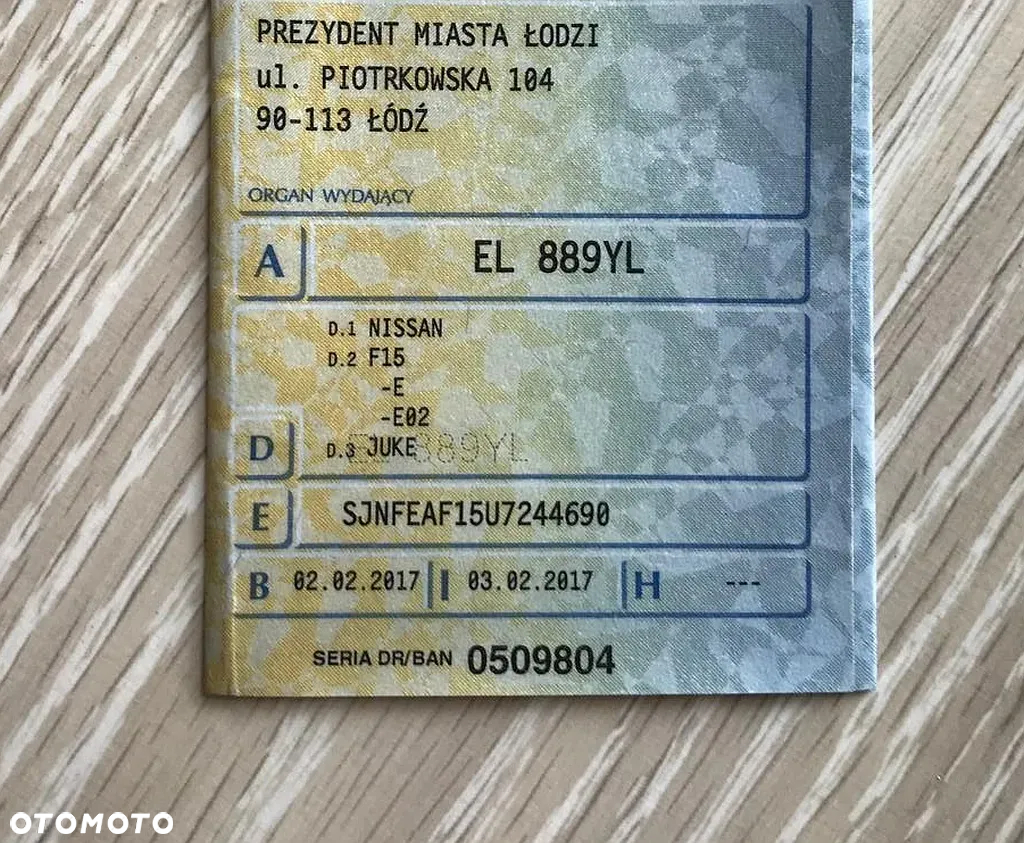 PREZYDENT MIASTA ŁODZI
ul. PIOTRKOWSKA 104
90-113 ŁÓDŹ
ORGAN WYDAJĄCY
A EL 889YL
D.1 NISSAN
D.2 F15
-E
-E02
D D.3 JUKE
EL 889YL
E SJNFEAF15U7244690
B 02.02.2017 I 03.02.2017 H ---
SERIA DR/BAN 0509804
OTOMOTO